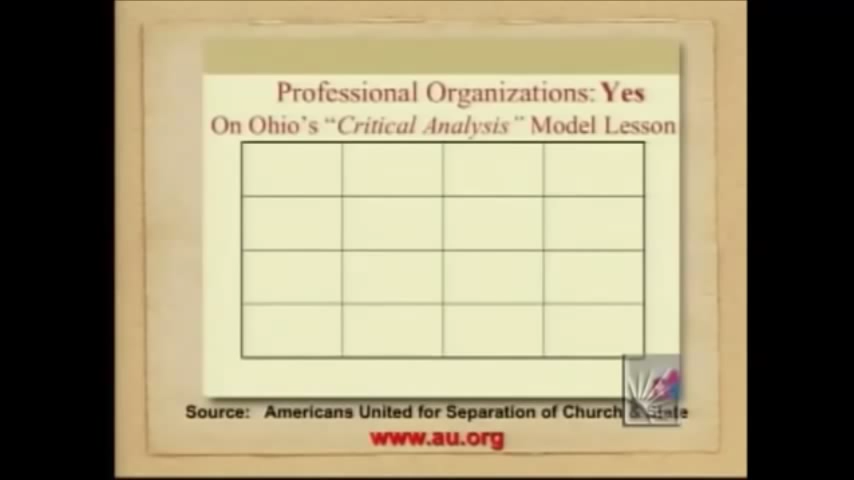 Professional Organizations: Yes
On Ohio's "Critical Analysis" Model Lesson
Source: Americans United for Separation of Church & State
www.au.org